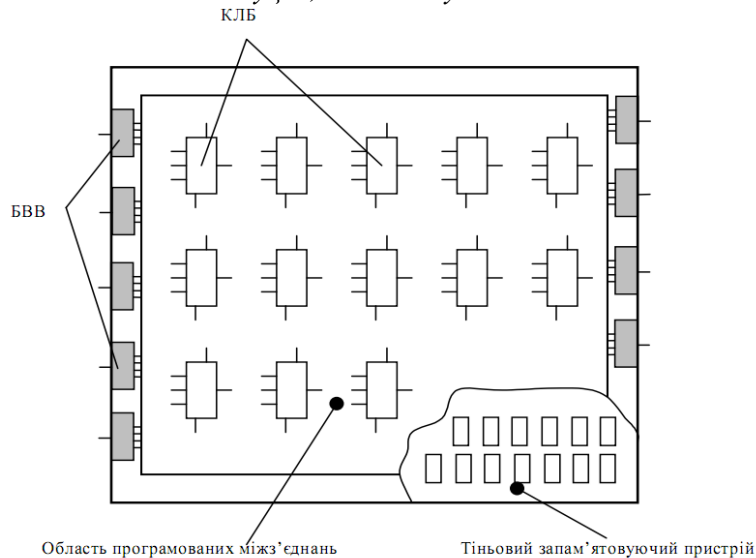 КЛБ
БВВ
Область програмованих міжз’єднань
Тіньовий запам’ятовуючий пристрій